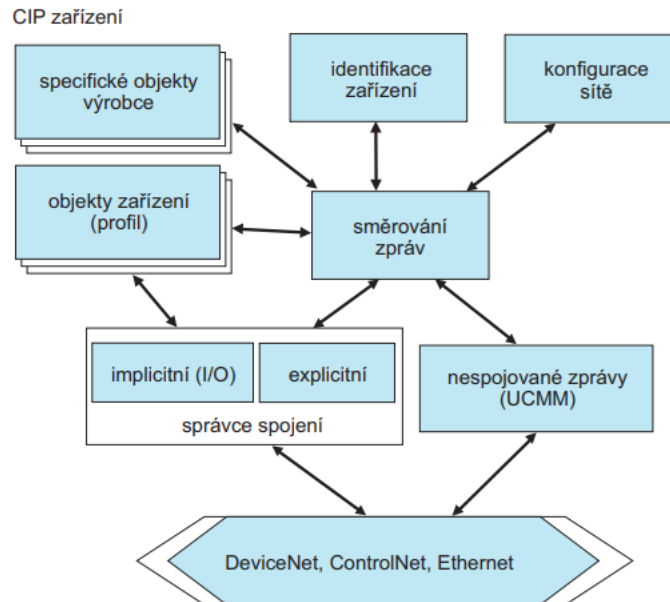 CIP zařízení
specifické objekty
výrobce
identifikace
zařízení
konfigurace
sítě
objekty zařízení
(profil)
směrování
zpráv
implicitní (I/O)
explicitní
správce spojení
nespojované zprávy
(UCMM)
DeviceNet, ControlNet, Ethernet